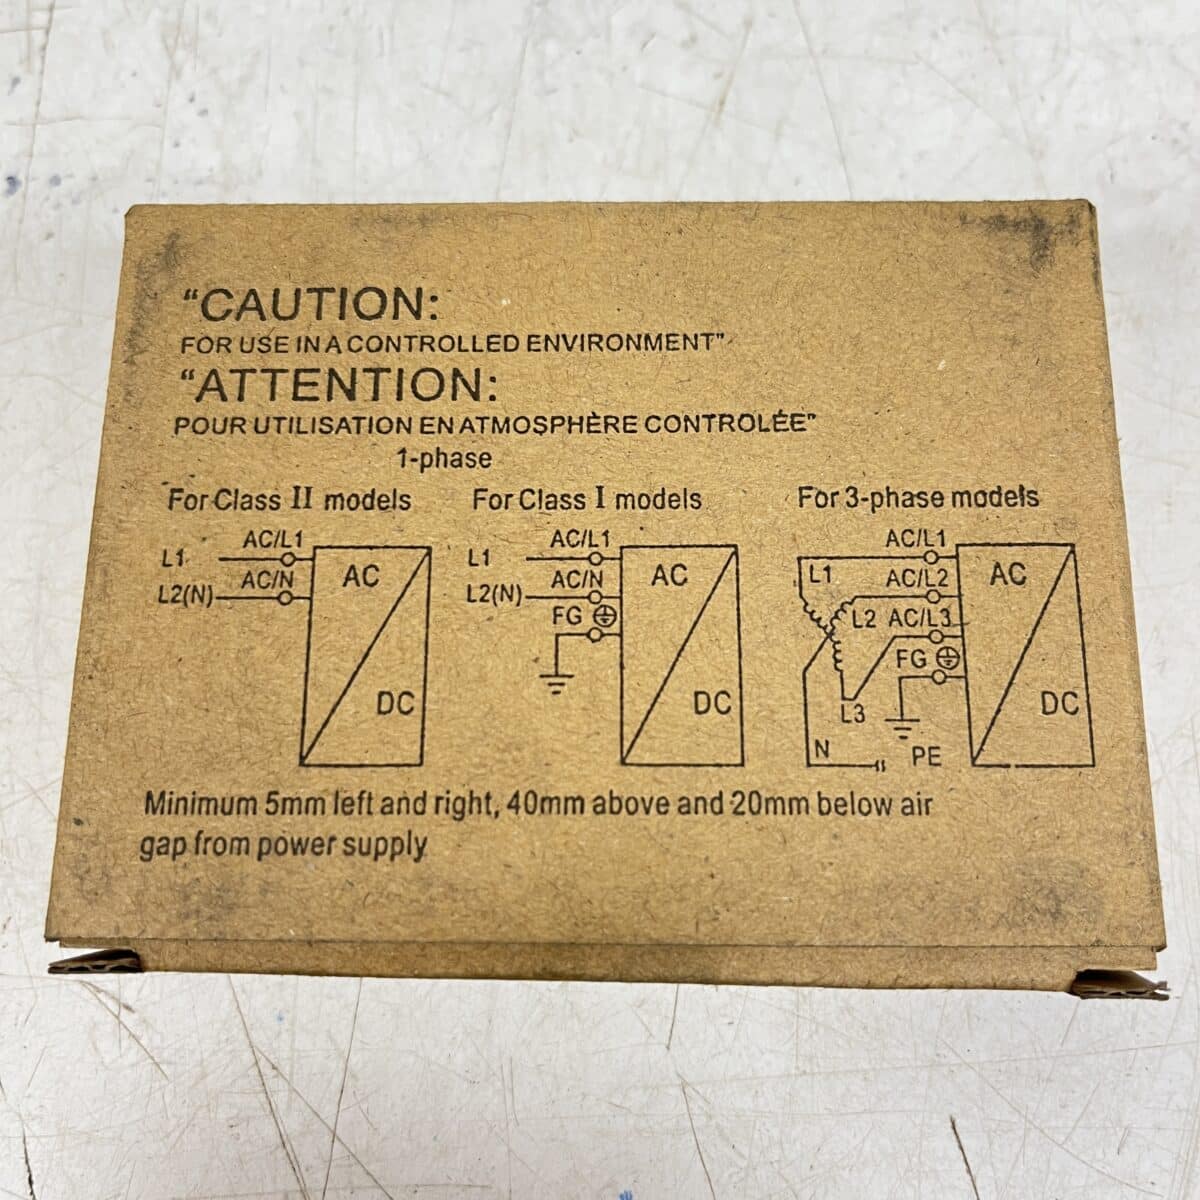 “CAUTION:
FOR USE IN A CONTROLLED ENVIRONMENT”
“ATTENTION:
POUR UTILISATION EN ATMOSPHÈRE CONTROLÉE”
1-phase
For Class II models
AC/L1
L1
AC/N
L2(N)
AC
DC
For Class I models
AC/L1
L1
AC/N
L2(N)
FG
AC
DC
For 3-phase models
AC/L1
L1
AC/L2
L2
AC/L3
FG
L3
N
PE
AC
DC
Minimum 5mm left and right, 40mm above and 20mm below air
gap from power supply